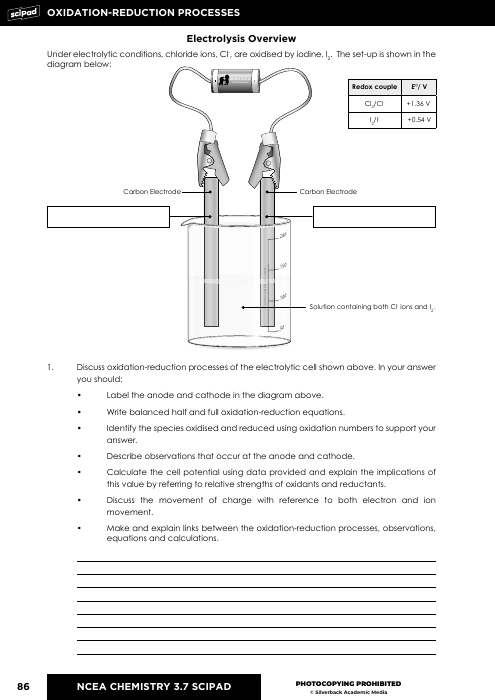 scipad OXIDATION-REDUCTION PROCESSES
Electrolysis Overview
Under electrolytic conditions, chloride ions, Cl⁻, are oxidised by iodine, I₂. The set-up is shown in the
diagram below:
Redox couple E°/ V
Cl₂/Cl⁻ +1.36 V
I₂/I⁻ +0.54 V
Carbon Electrode Carbon Electrode
200
150
100
50
Solution containing both Cl⁻ ions and I₂.
1. Discuss oxidation-reduction processes of the electrolytic cell shown above. In your answer
you should:
• Label the anode and cathode in the diagram above.
• Write balanced half and full oxidation-reduction equations.
• Identify the species oxidised and reduced using oxidation numbers to support your
answer.
• Describe observations that occur at the anode and cathode.
• Calculate the cell potential using data provided and explain the implications of
this value by referring to relative strengths of oxidants and reductants.
• Discuss the movement of charge with reference to both electron and ion
movement.
• Make and explain links between the oxidation-reduction processes, observations,
equations and calculations.
86 NCEA CHEMISTRY 3.7 SCIPAD
PHOTOCOPYING PROHIBITED
© Silverback Academic Media